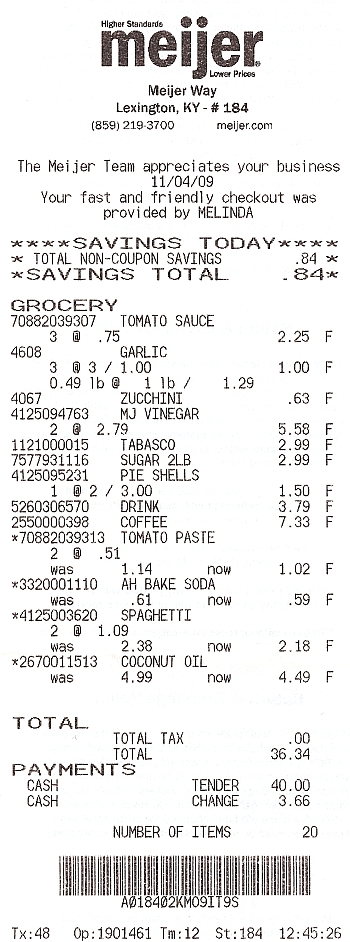 Higher Standards
meijer
Lower Prices
Meijer Way
Lexington, KY - # 184
(859) 219-3700 meijer.com
The Meijer Team appreciates your business
11/04/09
Your fast and friendly checkout was
provided by MELINDA
****SAVINGS TODAY****
* TOTAL NON-COUPON SAVINGS .84 *
*SAVINGS TOTAL .84*
GROCERY
70882039307 TOMATO SAUCE
3 @ .75 2.25 F
4608 GARLIC
3 @ 3 / 1.00 1.00 F
0.49 lb @ 1 lb / 1.29
4067 ZUCCHINI .63 F
4125094763 MJ VINEGAR
2 @ 2.79 5.58 F
1121000015 TABASCO 2.99 F
7577931116 SUGAR 2LB 2.99 F
4125095231 PIE SHELLS
1 @ 2 / 3.00 1.50 F
5260306570 DRINK 3.79 F
2550000398 COFFEE 7.33 F
*70882039313 TOMATO PASTE
2 @ .51
was 1.14 now 1.02 F
*3320001110 AH BAKE SODA
was .61 now .59 F
*4125003620 SPAGHETTI
2 @ 1.09
was 2.38 now 2.18 F
*2670011513 COCONUT OIL
was 4.99 now 4.49 F
TOTAL
TOTAL TAX .00
TOTAL 36.34
PAYMENTS
CASH TENDER 40.00
CASH CHANGE 3.66
NUMBER OF ITEMS 20
A018402KM09IT9S
Tx:48 Op:1901461 Tm:12 St:184 12:45:26